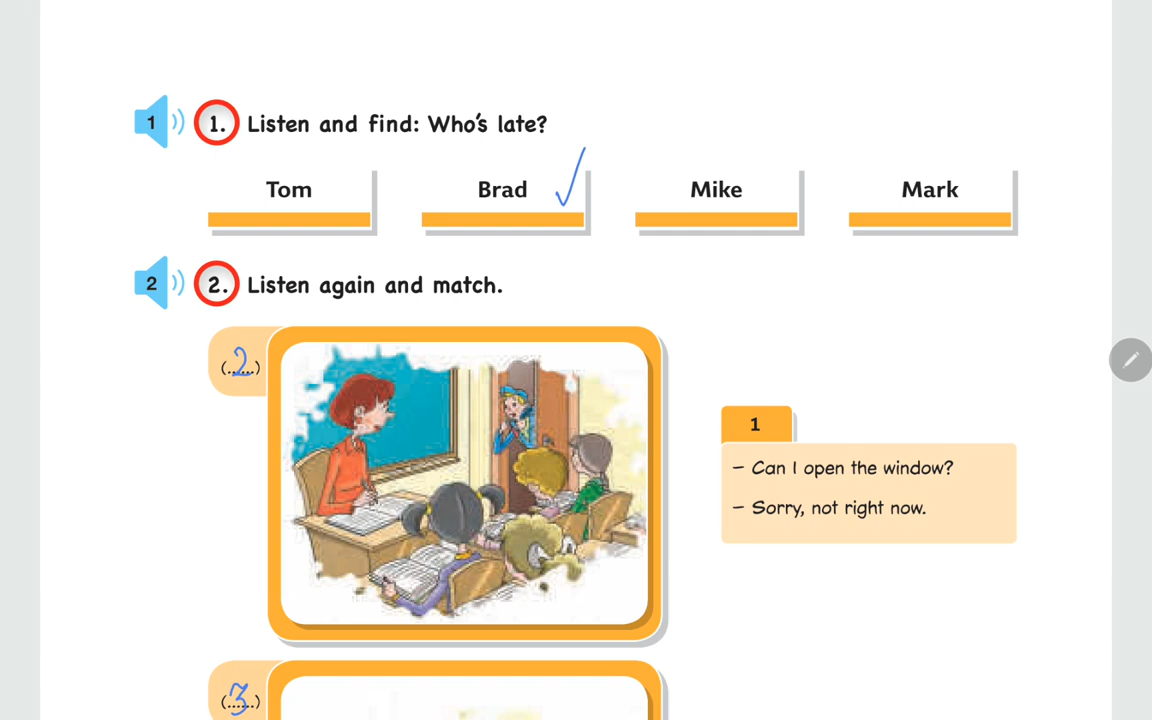 1
1. Listen and find: Who's late?
Tom
Brad ✓
Mike
Mark
2
2. Listen again and match.
(...2...)
1
– Can I open the window?
– Sorry, not right now.
(...3...)